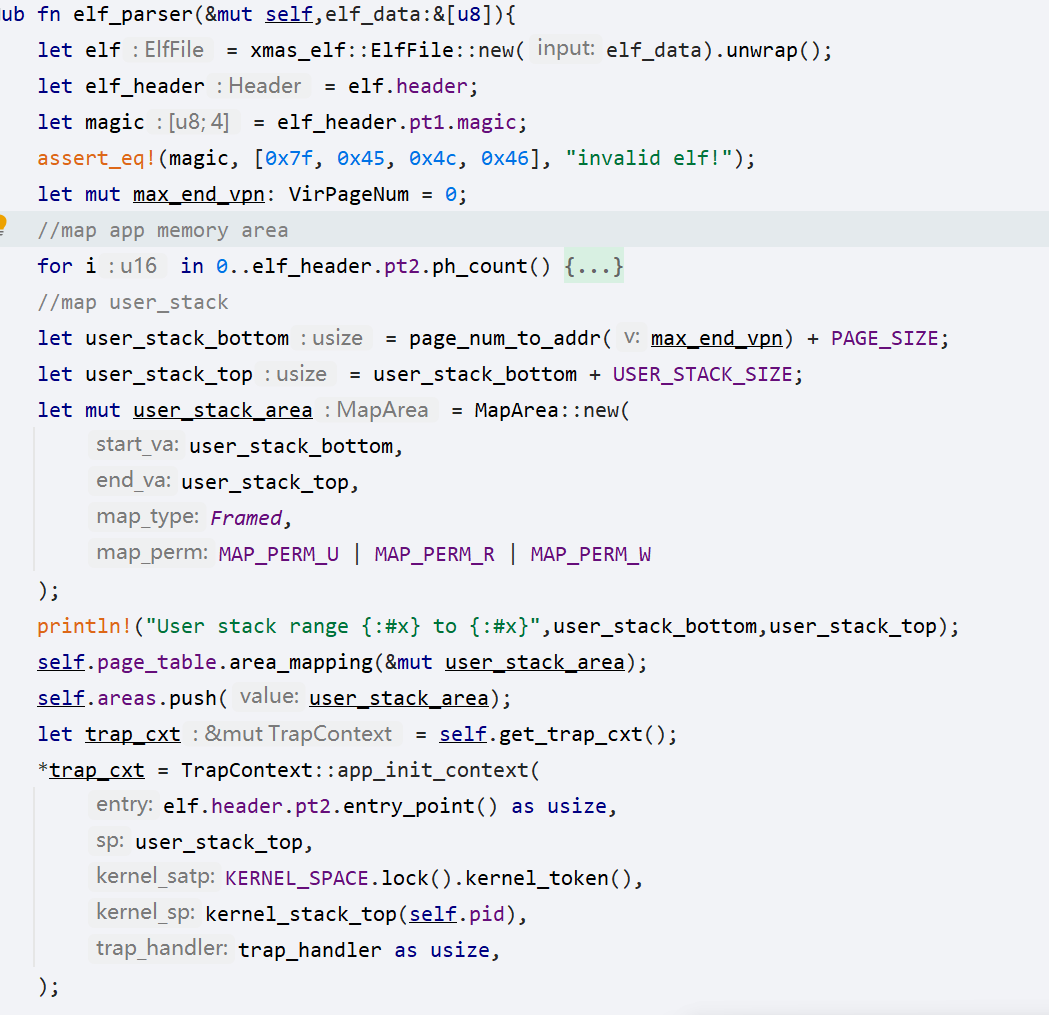 ub fn elf_parser(&mut self,elf_data:&[u8]){
let elf : ElfFile = xmas_elf::ElfFile::new( input: elf_data).unwrap();
let elf_header : Header = elf.header;
let magic : [u8; 4] = elf_header.pt1.magic;
assert_eq!(magic, [0x7f, 0x45, 0x4c, 0x46], "invalid elf!");
let mut max_end_vpn: VirPageNum = 0;
//map app memory area
for i : u16 in 0..elf_header.pt2.ph_count() {...}
//map user_stack
let user_stack_bottom : usize = page_num_to_addr( v: max_end_vpn) + PAGE_SIZE;
let user_stack_top : usize = user_stack_bottom + USER_STACK_SIZE;
let mut user_stack_area : MapArea = MapArea::new(
start_va: user_stack_bottom,
end_va: user_stack_top,
map_type: Framed,
map_perm: MAP_PERM_U | MAP_PERM_R | MAP_PERM_W
);
println!("User stack range {:#x} to {:#x}",user_stack_bottom,user_stack_top);
self.page_table.area_mapping(&mut user_stack_area);
self.areas.push( value: user_stack_area);
let trap_cxt : &mut TrapContext = self.get_trap_cxt();
*trap_cxt = TrapContext::app_init_context(
entry: elf.header.pt2.entry_point() as usize,
sp: user_stack_top,
kernel_satp: KERNEL_SPACE.lock().kernel_token(),
kernel_sp: kernel_stack_top(self.pid),
trap_handler: trap_handler as usize,
);